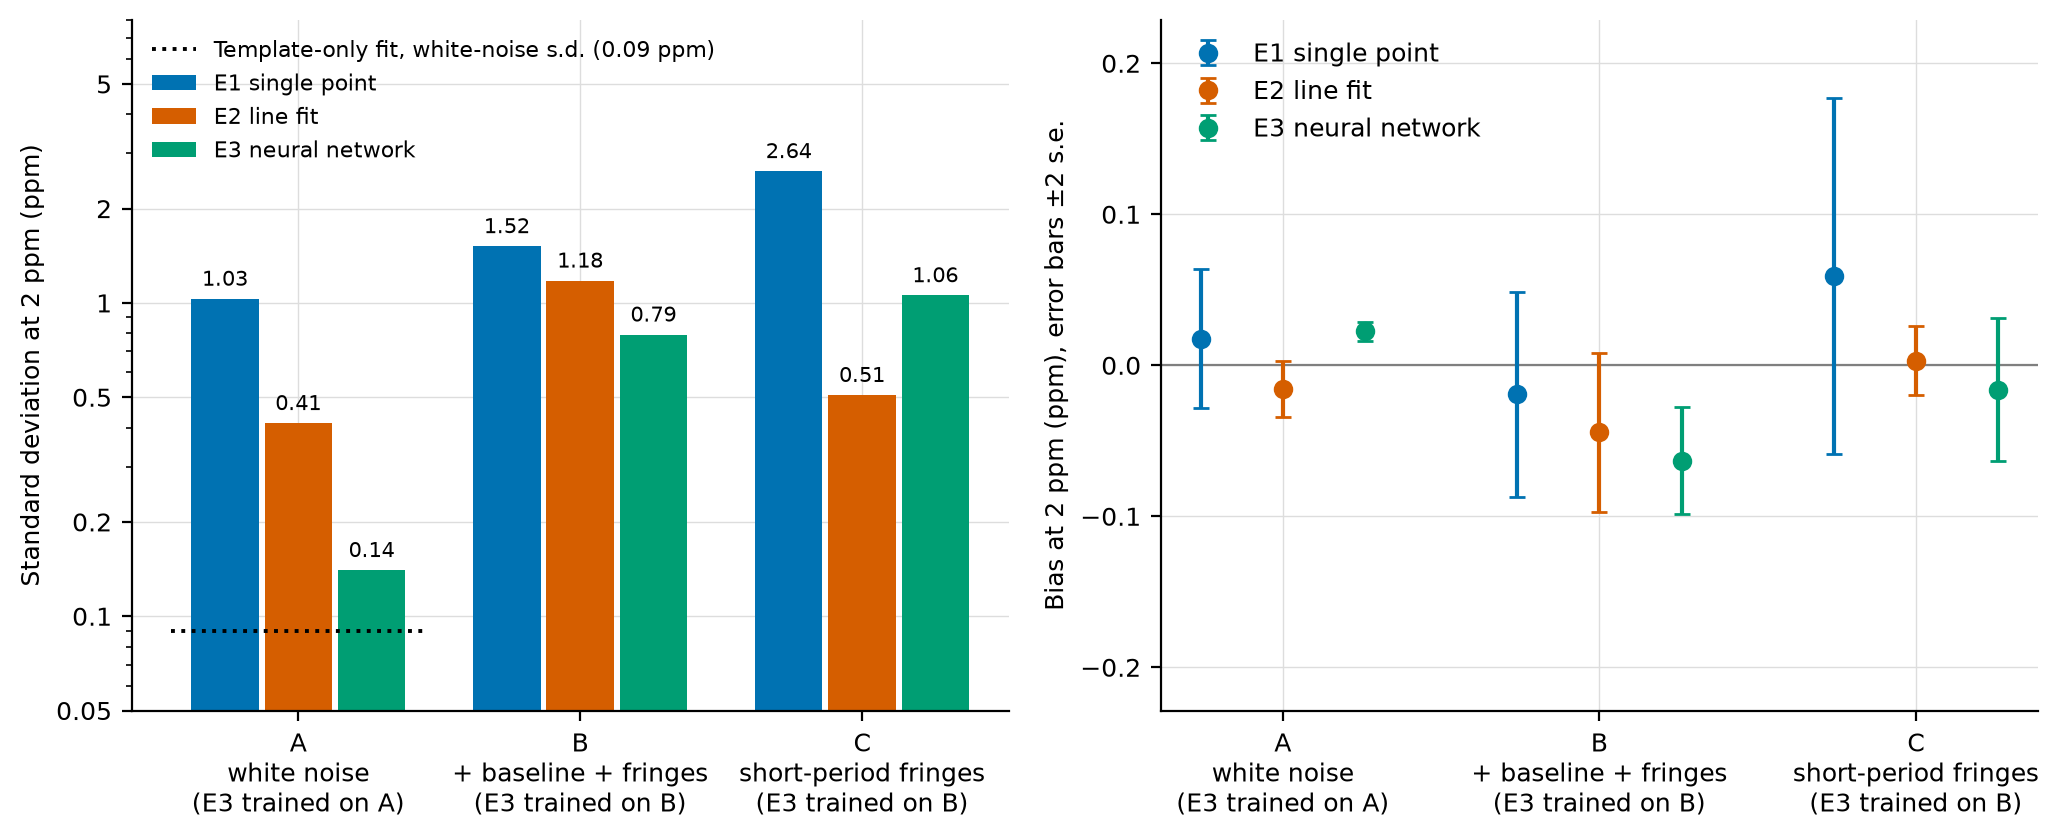 Standard deviation at 2 ppm (ppm)
5
2
1
0.5
0.2
0.1
0.05
Template-only fit, white-noise s.d. (0.09 ppm)
E1 single point
E2 line fit
E3 neural network
1.03
0.41
0.14
1.52
1.18
0.79
2.64
0.51
1.06
A
white noise
(E3 trained on A)
B
+ baseline + fringes
(E3 trained on B)
C
short-period fringes
(E3 trained on B)
Bias at 2 ppm (ppm), error bars ±2 s.e.
0.2
0.1
0.0
−0.1
−0.2
E1 single point
E2 line fit
E3 neural network
A
white noise
(E3 trained on A)
B
+ baseline + fringes
(E3 trained on B)
C
short-period fringes
(E3 trained on B)